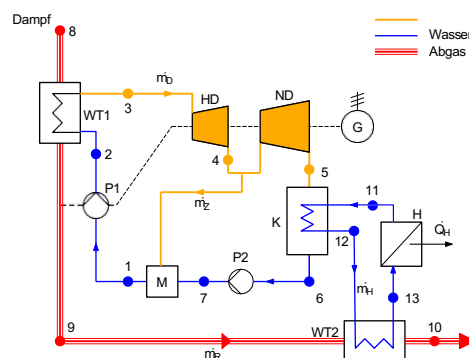 Dampf
Wasser
Abgas
8
WT1
3
ṁD
HD
ND
G
2
4
5
P1
ṁZ
K
11
H
Q̇H
12
1
M
7
P2
6
ṁH
13
9
ṁR
WT2
10